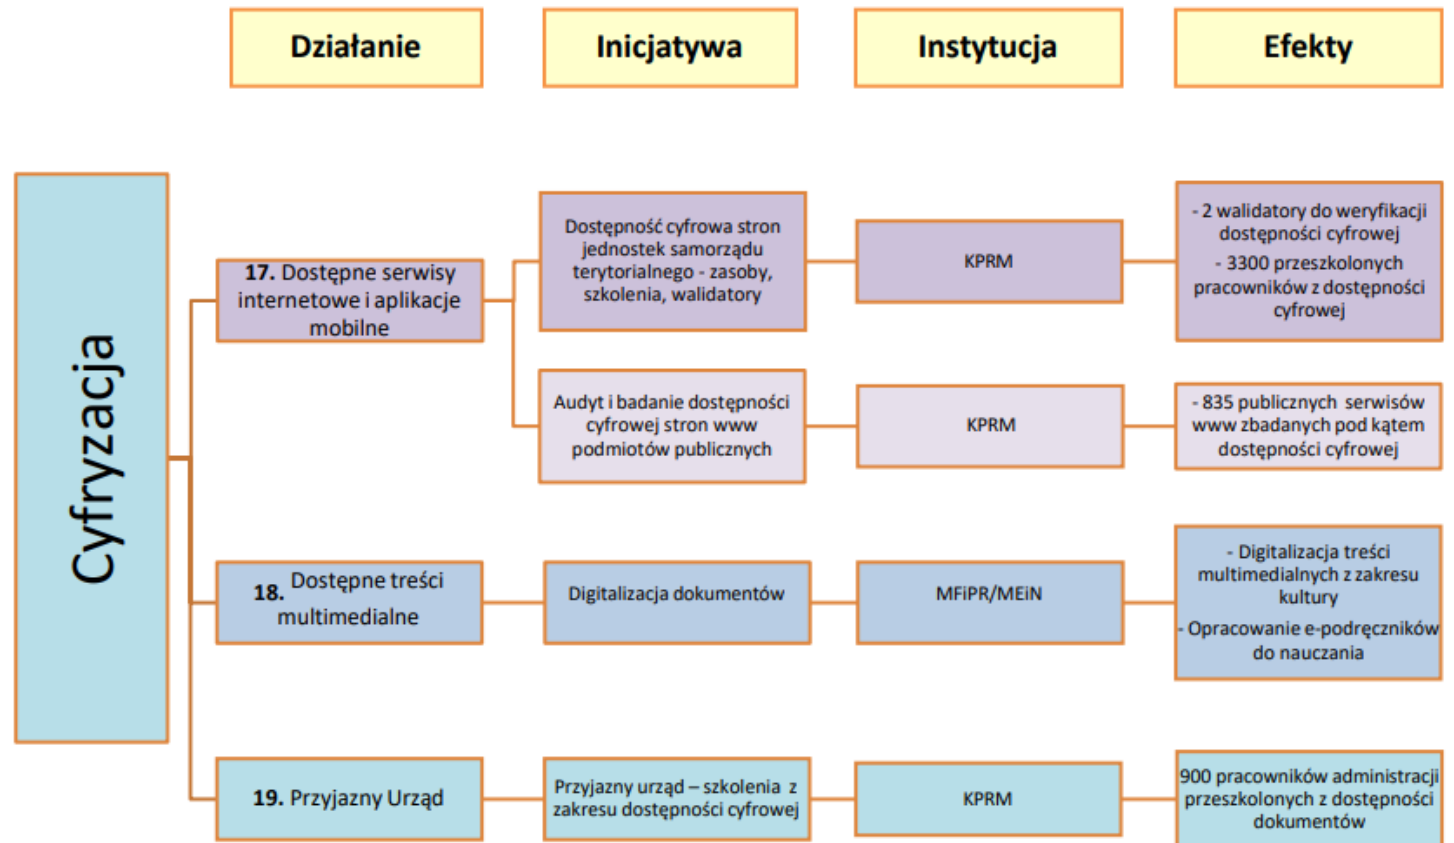 Działanie
Inicjatywa
Instytucja
Efekty
Cyfryzacja
17. Dostępne serwisy
internetowe i aplikacje
mobilne
Dostępność cyfrowa stron
jednostek samorządu
terytorialnego - zasoby,
szkolenia, walidatory
KPRM
- 2 walidatory do weryfikacji
dostępności cyfrowej
- 3300 przeszkolonych
pracowników z dostępności
cyfrowej
Audyt i badanie dostępności
cyfrowej stron www
podmiotów publicznych
KPRM
- 835 publicznych serwisów
www zbadanych pod kątem
dostępności cyfrowej
18. Dostępne treści
multimedialne
Digitalizacja dokumentów
MFiPR/MEiN
- Digitalizacja treści
multimedialnych z zakresu
kultury
- Opracowanie e-podręczników
do nauczania
19. Przyjazny Urząd
Przyjazny urząd – szkolenia z
zakresu dostępności cyfrowej
KPRM
900 pracowników administracji
przeszkolonych z dostępności
dokumentów